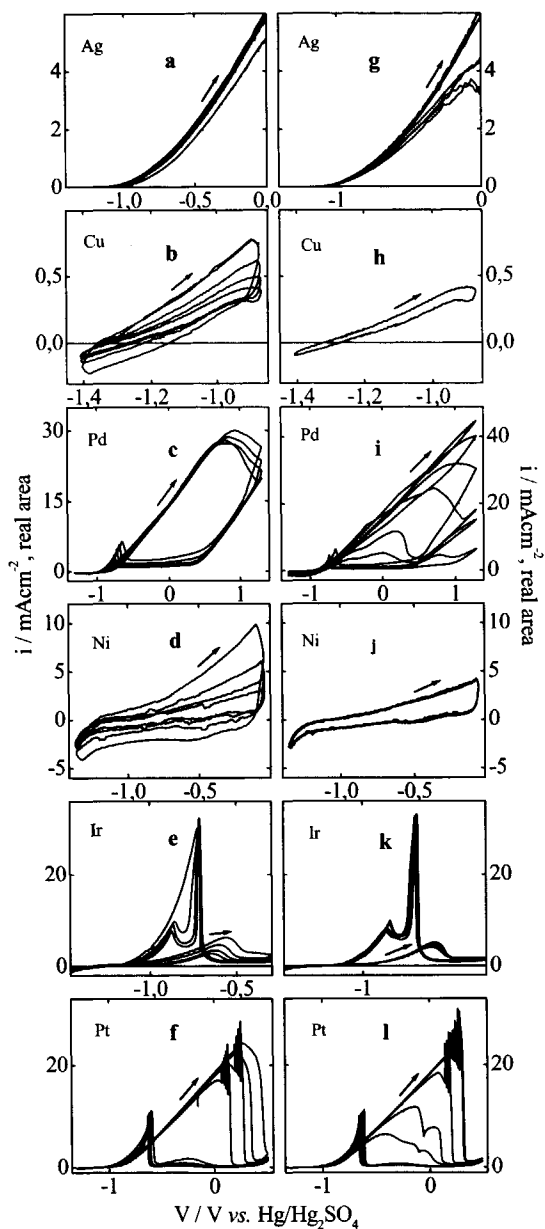 Ag a Ag g
4 4
2 2
0 0
-1,0 -0,5 0,0 -1 0
Cu b Cu h
0,5 0,5
0,0 0,0
-1,4 -1,2 -1,0 -1,4 -1,2 -1,0
Pd c Pd i
30 40
15 20
0 0
-1 0 1 -1 0 1
i / mAcm⁻², real area
i / mAcm⁻², real area
Ni d Ni j
10 10
5 5
0 0
-5 -5
-1,0 -0,5 -1,0 -0,5
Ir e Ir k
20 20
0 0
-1,0 -0,5 -1
Pt f Pt l
20 20
0 0
-1 0 -1 0
V / V vs. Hg/Hg₂SO₄